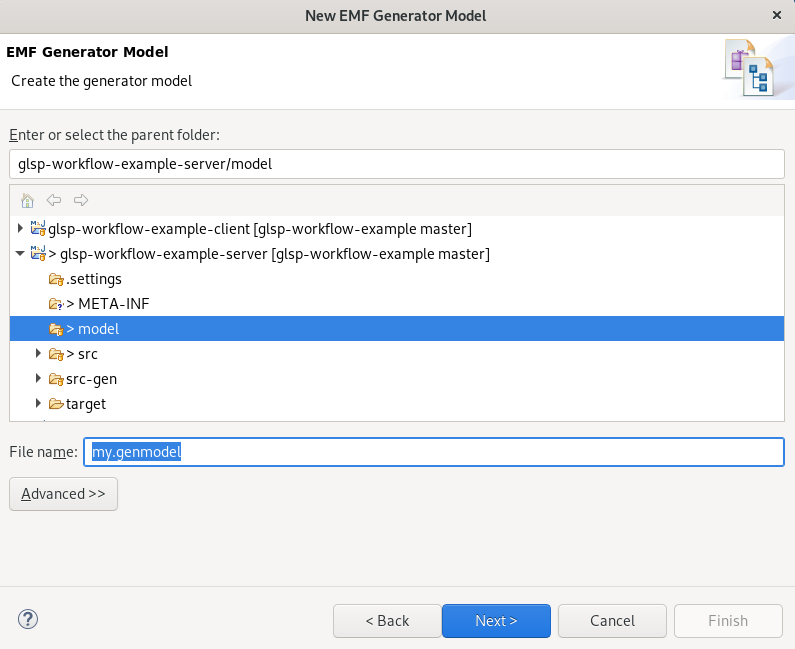 New EMF Generator Model
EMF Generator Model
Create the generator model
Enter or select the parent folder:
glsp-workflow-example-server/model
glsp-workflow-example-client [glsp-workflow-example master]
> glsp-workflow-example-server [glsp-workflow-example master]
.settings
> META-INF
> model
> src
src-gen
target
File name: my.genmodel
Advanced >>
< Back Next > Cancel Finish